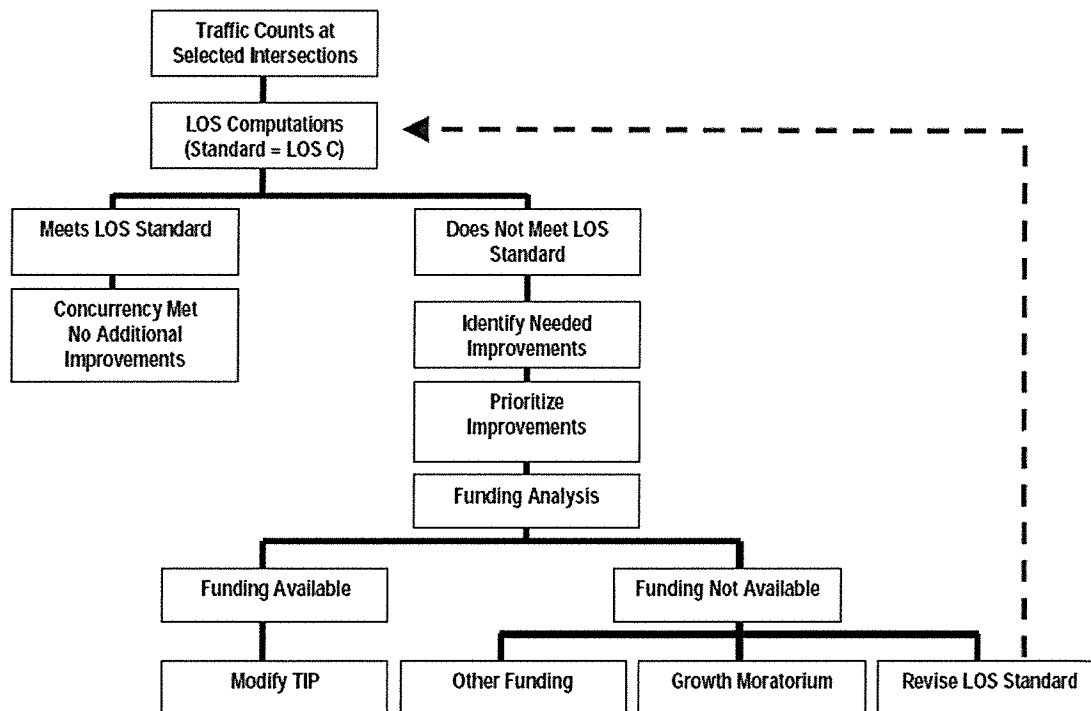 Traffic Counts at
Selected Intersections
LOS Computations
(Standard = LOS C)
Meets LOS Standard
Does Not Meet LOS
Standard
Concurrency Met
No Additional
Improvements
Identify Needed
Improvements
Prioritize
Improvements
Funding Analysis
Funding Available
Funding Not Available
Modify TIP
Other Funding
Growth Moratorium
Revise LOS Standard